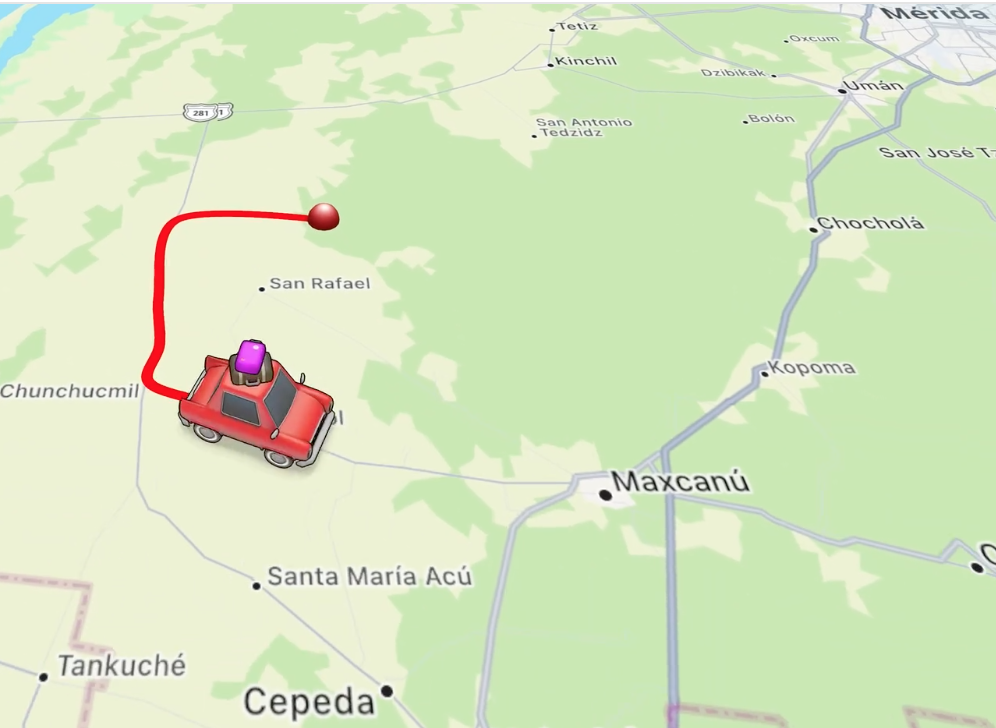 Mérida
Tetiz
Oxcum
Kinchil
Dzibikak
Umán
281 1
San Antonio
Tedzidz
Bolón
San José T
Chocholá
San Rafael
Kopoma
Chunchucmil
Maxcanú
Santa María Acú
Tankuché
Cepeda